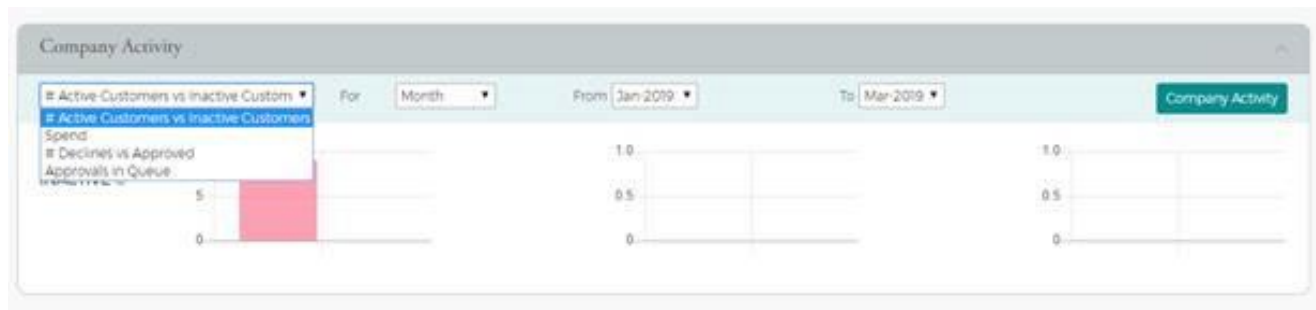 Company Activity
# Active Customers vs Inactive Custom For Month From Jan-2019 To Mar-2019 Company Activity
# Active Customers vs Inactive Customers
Spend
# Declines vs Approved
Approvals in Queue
1.0 1.0
5 0.5 0.5
0 0 0